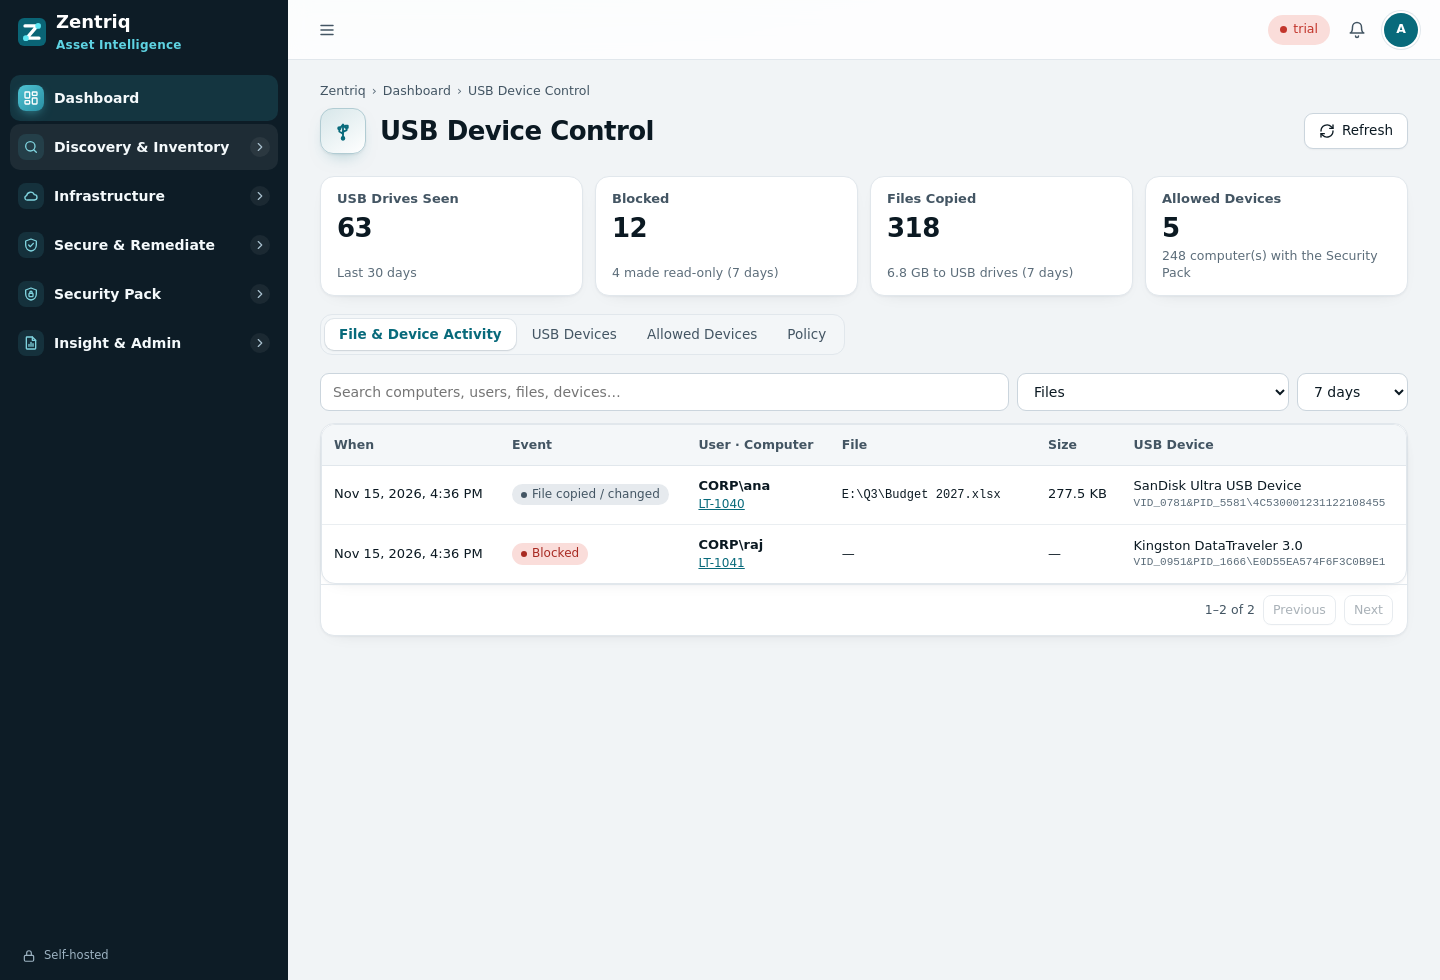 Zentriq
Asset Intelligence
Dashboard
Discovery & Inventory
Infrastructure
Secure & Remediate
Security Pack
Insight & Admin
Self-hosted
trial
A
Zentriq › Dashboard › USB Device Control
USB Device Control
Refresh
USB Drives Seen
63
Last 30 days
Blocked
12
4 made read-only (7 days)
Files Copied
318
6.8 GB to USB drives (7 days)
Allowed Devices
5
248 computer(s) with the Security
Pack
File & Device Activity USB Devices Allowed Devices Policy
Search computers, users, files, devices… Files 7 days
When Event User · Computer File Size USB Device
Nov 15, 2026, 4:36 PM File copied / changed CORP\ana E:\Q3\Budget 2027.xlsx 277.5 KB SanDisk Ultra USB Device
LT-1040 VID_0781&PID_5581\4C530001231122108455
Nov 15, 2026, 4:36 PM Blocked CORP\raj — — Kingston DataTraveler 3.0
LT-1041 VID_0951&PID_1666\E0D55EA574F6F3C0B9E1
1–2 of 2 Previous Next